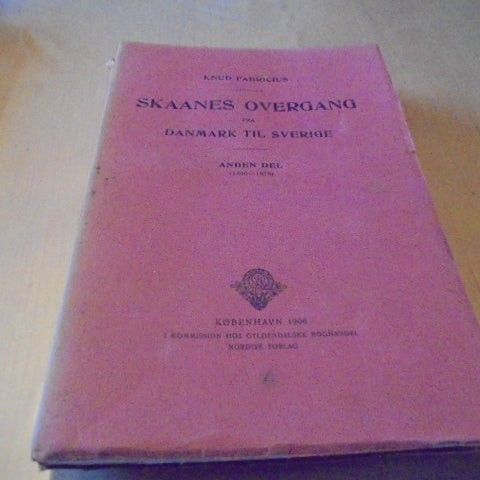 KNUD FABRICIUS
SKAANES OVERGANG
FRA
DANMARK TIL SVERIGE
ANDEN DEL
KØBENHAVN 1906
I KOMMISSION HOS GYLDENDALSKE BOGHANDEL
NORDISK FORLAG